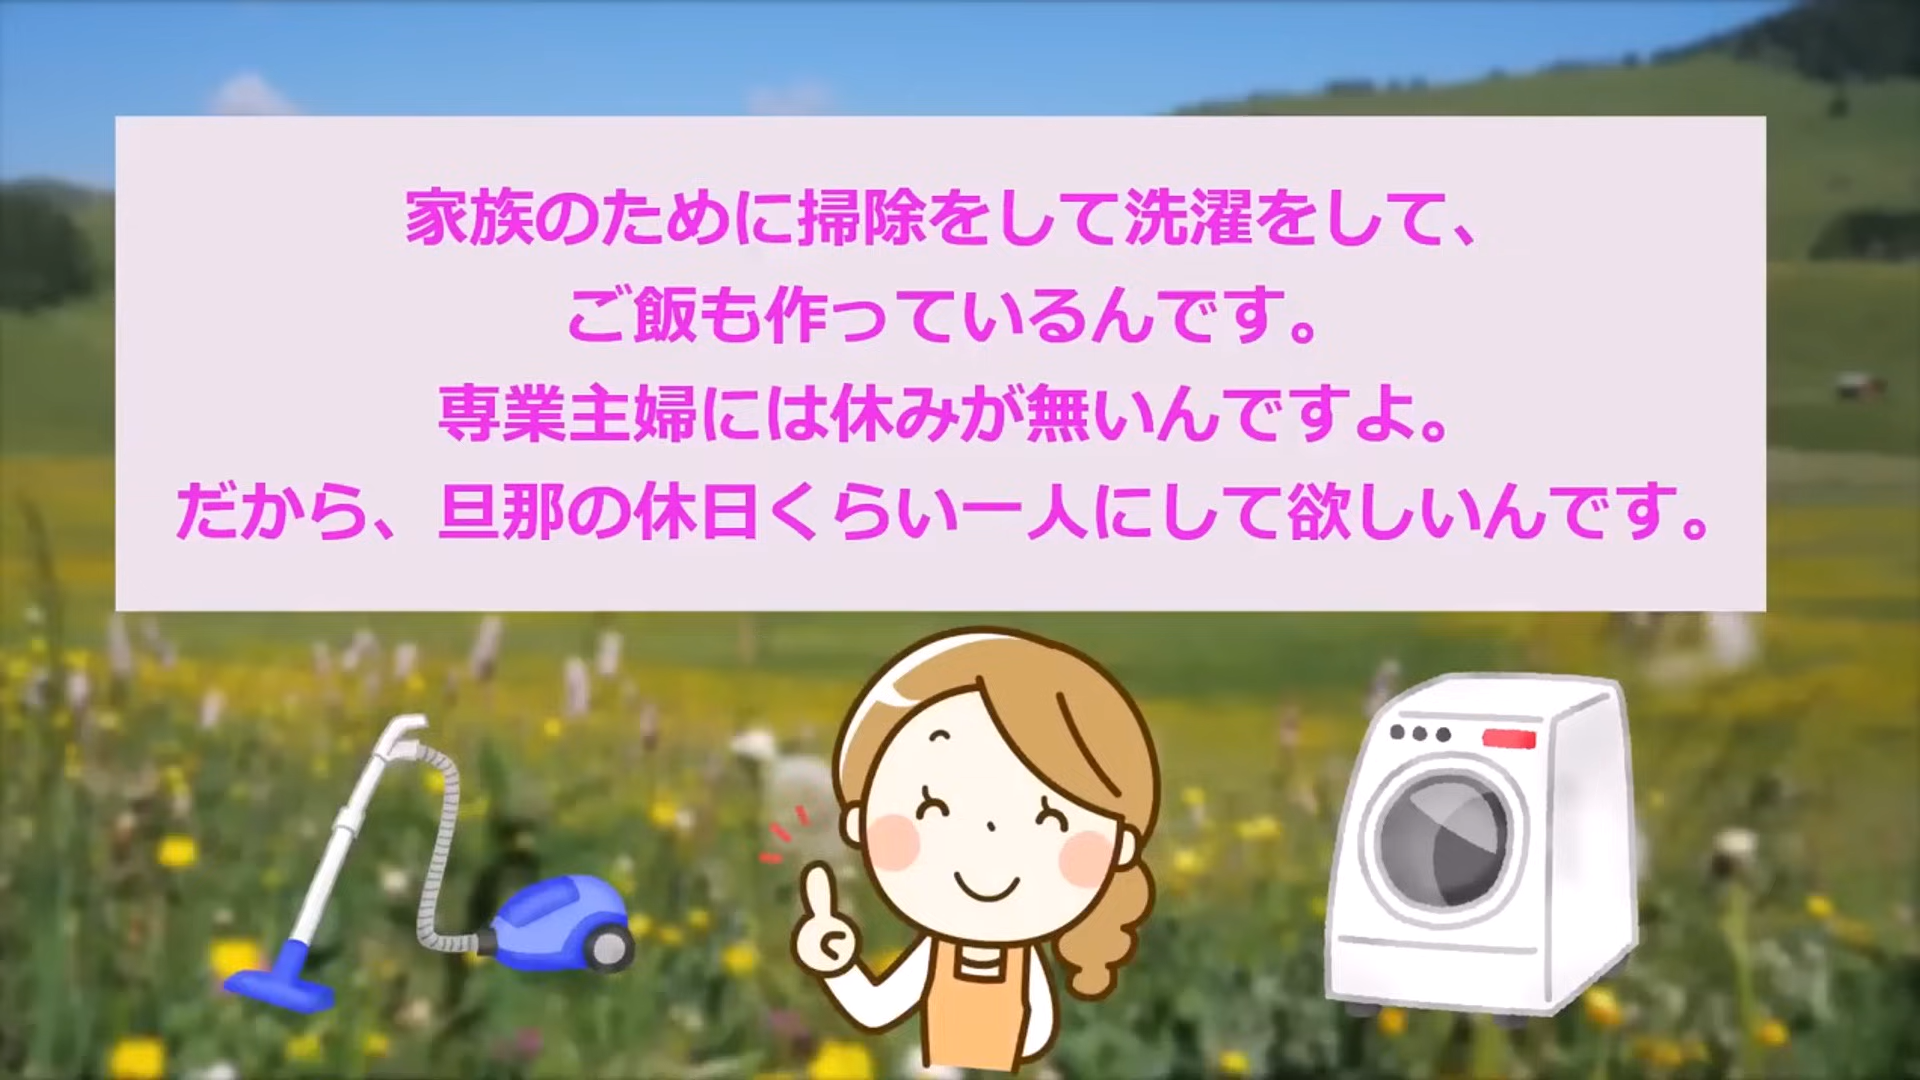 家族のために掃除をして洗濯をして、
ご飯も作っているんです。
専業主婦には休みが無いんですよ。
だから、旦那の休日くらい一人にして欲しいんです。